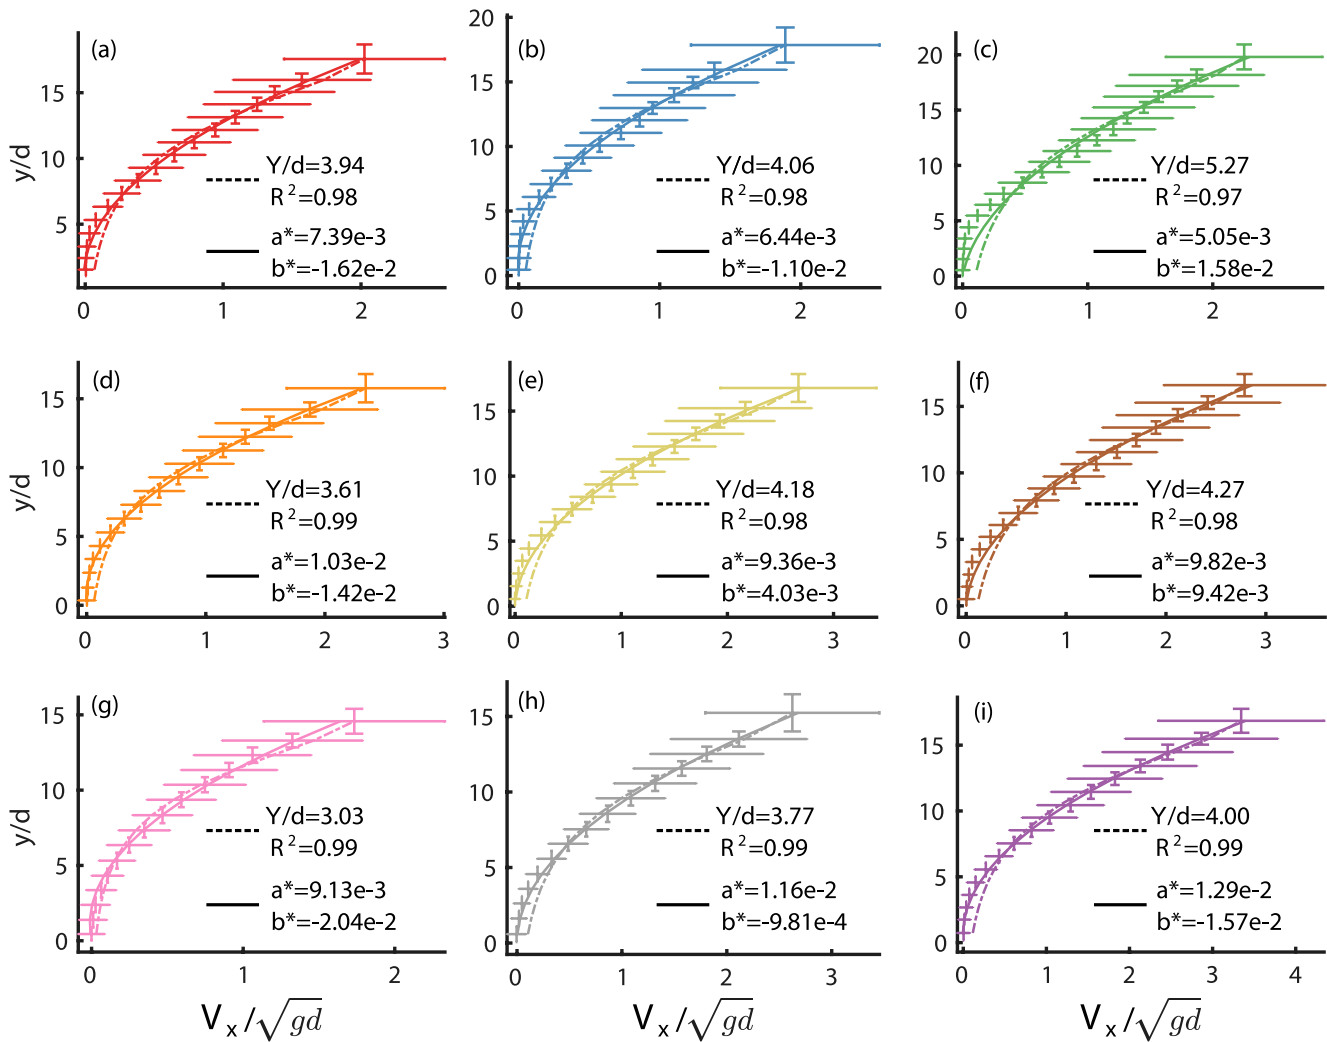 (a)
Y/d=3.94
R²=0.98
a*=7.39e-3
b*=-1.62e-2
15
10
5
0
1
2
y/d
(b)
Y/d=4.06
R²=0.98
a*=6.44e-3
b*=-1.10e-2
20
15
10
5
0
0
1
2
(c)
Y/d=5.27
R²=0.97
a*=5.05e-3
b*=1.58e-2
20
15
10
5
0
0
1
2
(d)
Y/d=3.61
R²=0.99
a*=1.03e-2
b*=-1.42e-2
15
10
5
0
0
1
2
3
y/d
(e)
Y/d=4.18
R²=0.98
a*=9.36e-3
b*=4.03e-3
15
10
5
0
0
1
2
3
(f)
Y/d=4.27
R²=0.98
a*=9.82e-3
b*=9.42e-3
15
10
5
0
0
1
2
3
(g)
Y/d=3.03
R²=0.99
a*=9.13e-3
b*=-2.04e-2
15
10
5
0
0
1
2
y/d
Vₓ/√gd
(h)
Y/d=3.77
R²=0.99
a*=1.16e-2
b*=-9.81e-4
15
10
5
0
0
1
2
3
Vₓ/√gd
(i)
Y/d=4.00
R²=0.99
a*=1.29e-2
b*=-1.57e-2
15
10
5
0
0
1
2
3
4
Vₓ/√gd